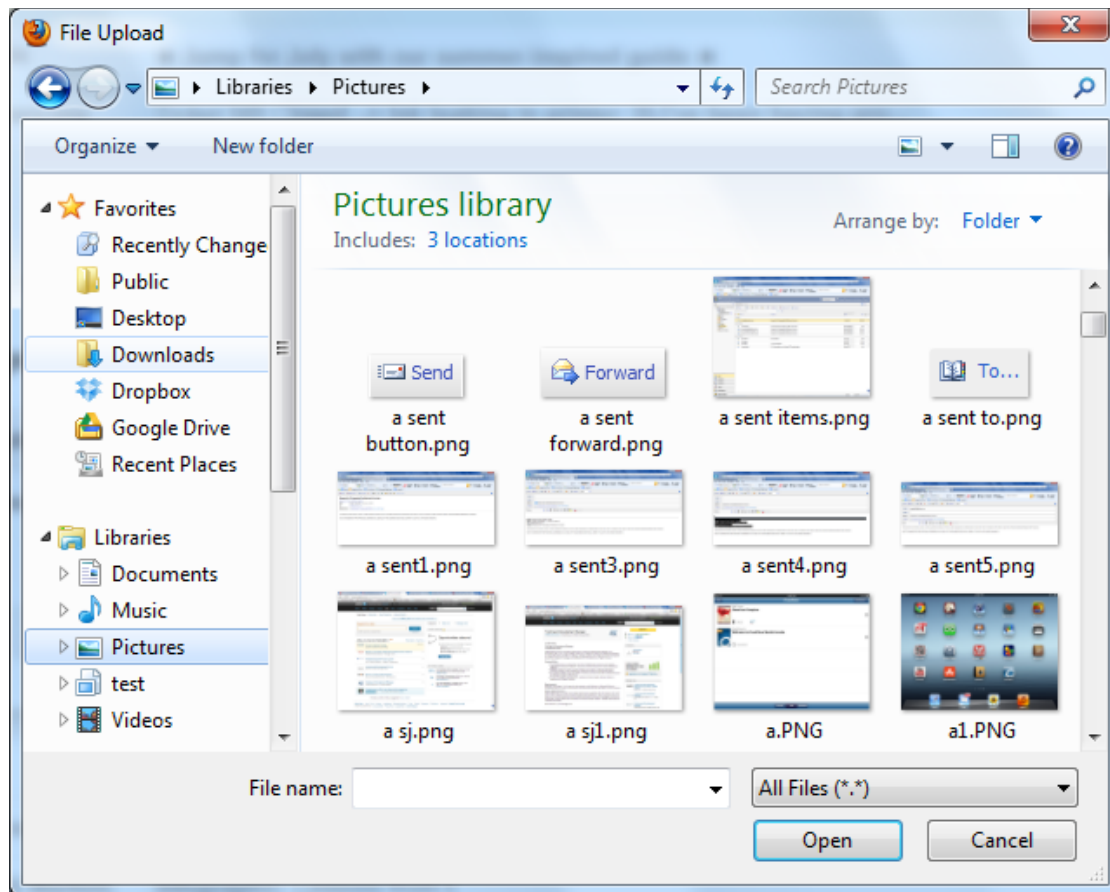 File Upload
Libraries Pictures
Search Pictures
Organize New folder
Favorites
Recently Change
Public
Desktop
Downloads
Dropbox
Google Drive
Recent Places
Libraries
Documents
Music
Pictures
test
Videos
Pictures library
Includes: 3 locations
Arrange by: Folder
Send
Forward
To...
a sent
button.png
a sent
forward.png
a sent items.png
a sent to.png
a sent1.png
a sent3.png
a sent4.png
a sent5.png
a sj.png
a sj1.png
a.PNG
a1.PNG
File name:
All Files (*.*)
Open
Cancel